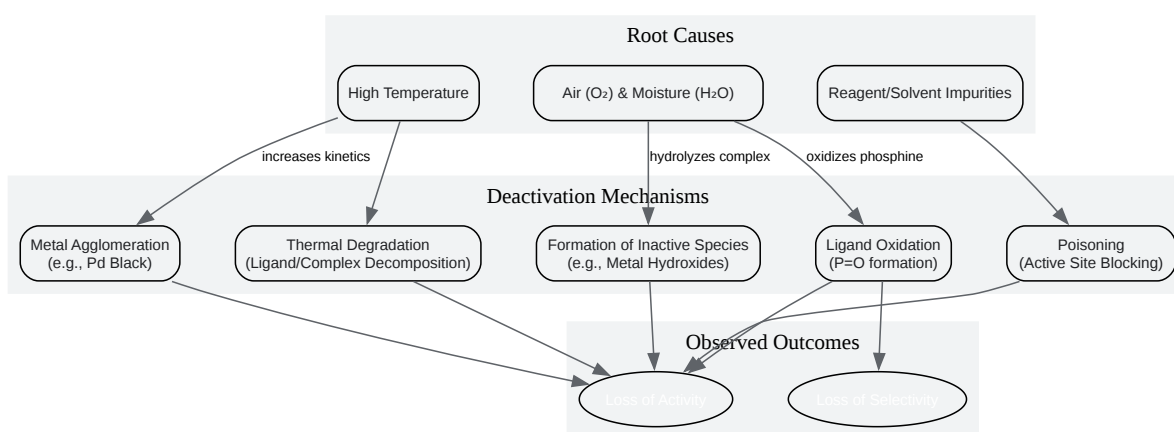 Root Causes
High Temperature
Air (O₂) & Moisture (H₂O)
Reagent/Solvent Impurities
increases kinetics
hydrolyzes complex
oxidizes phosphine
Deactivation Mechanisms
Metal Agglomeration
(e.g., Pd Black)
Thermal Degradation
(Ligand/Complex Decomposition)
Formation of Inactive Species
(e.g., Metal Hydroxides)
Ligand Oxidation
(P=O formation)
Poisoning
(Active Site Blocking)
Observed Outcomes
Loss of Activity
Loss of Selectivity